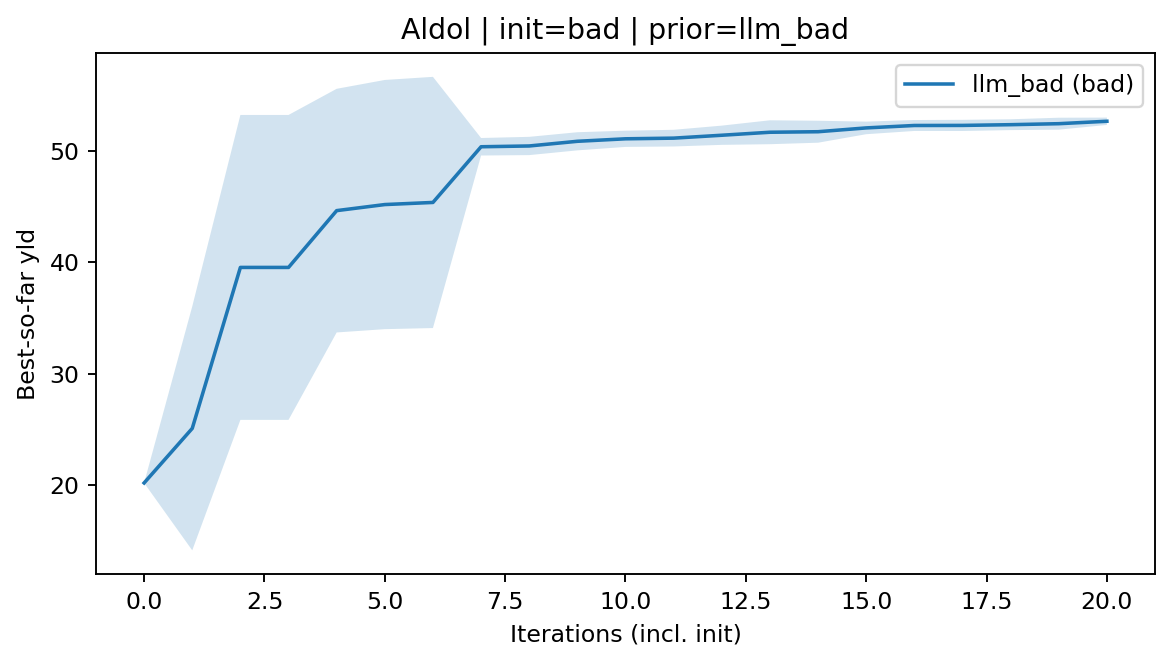 Aldol | init=bad | prior=llm_bad
llm_bad (bad)
Best-so-far yld
50
40
30
20
0.0 2.5 5.0 7.5 10.0 12.5 15.0 17.5 20.0
Iterations (incl. init)